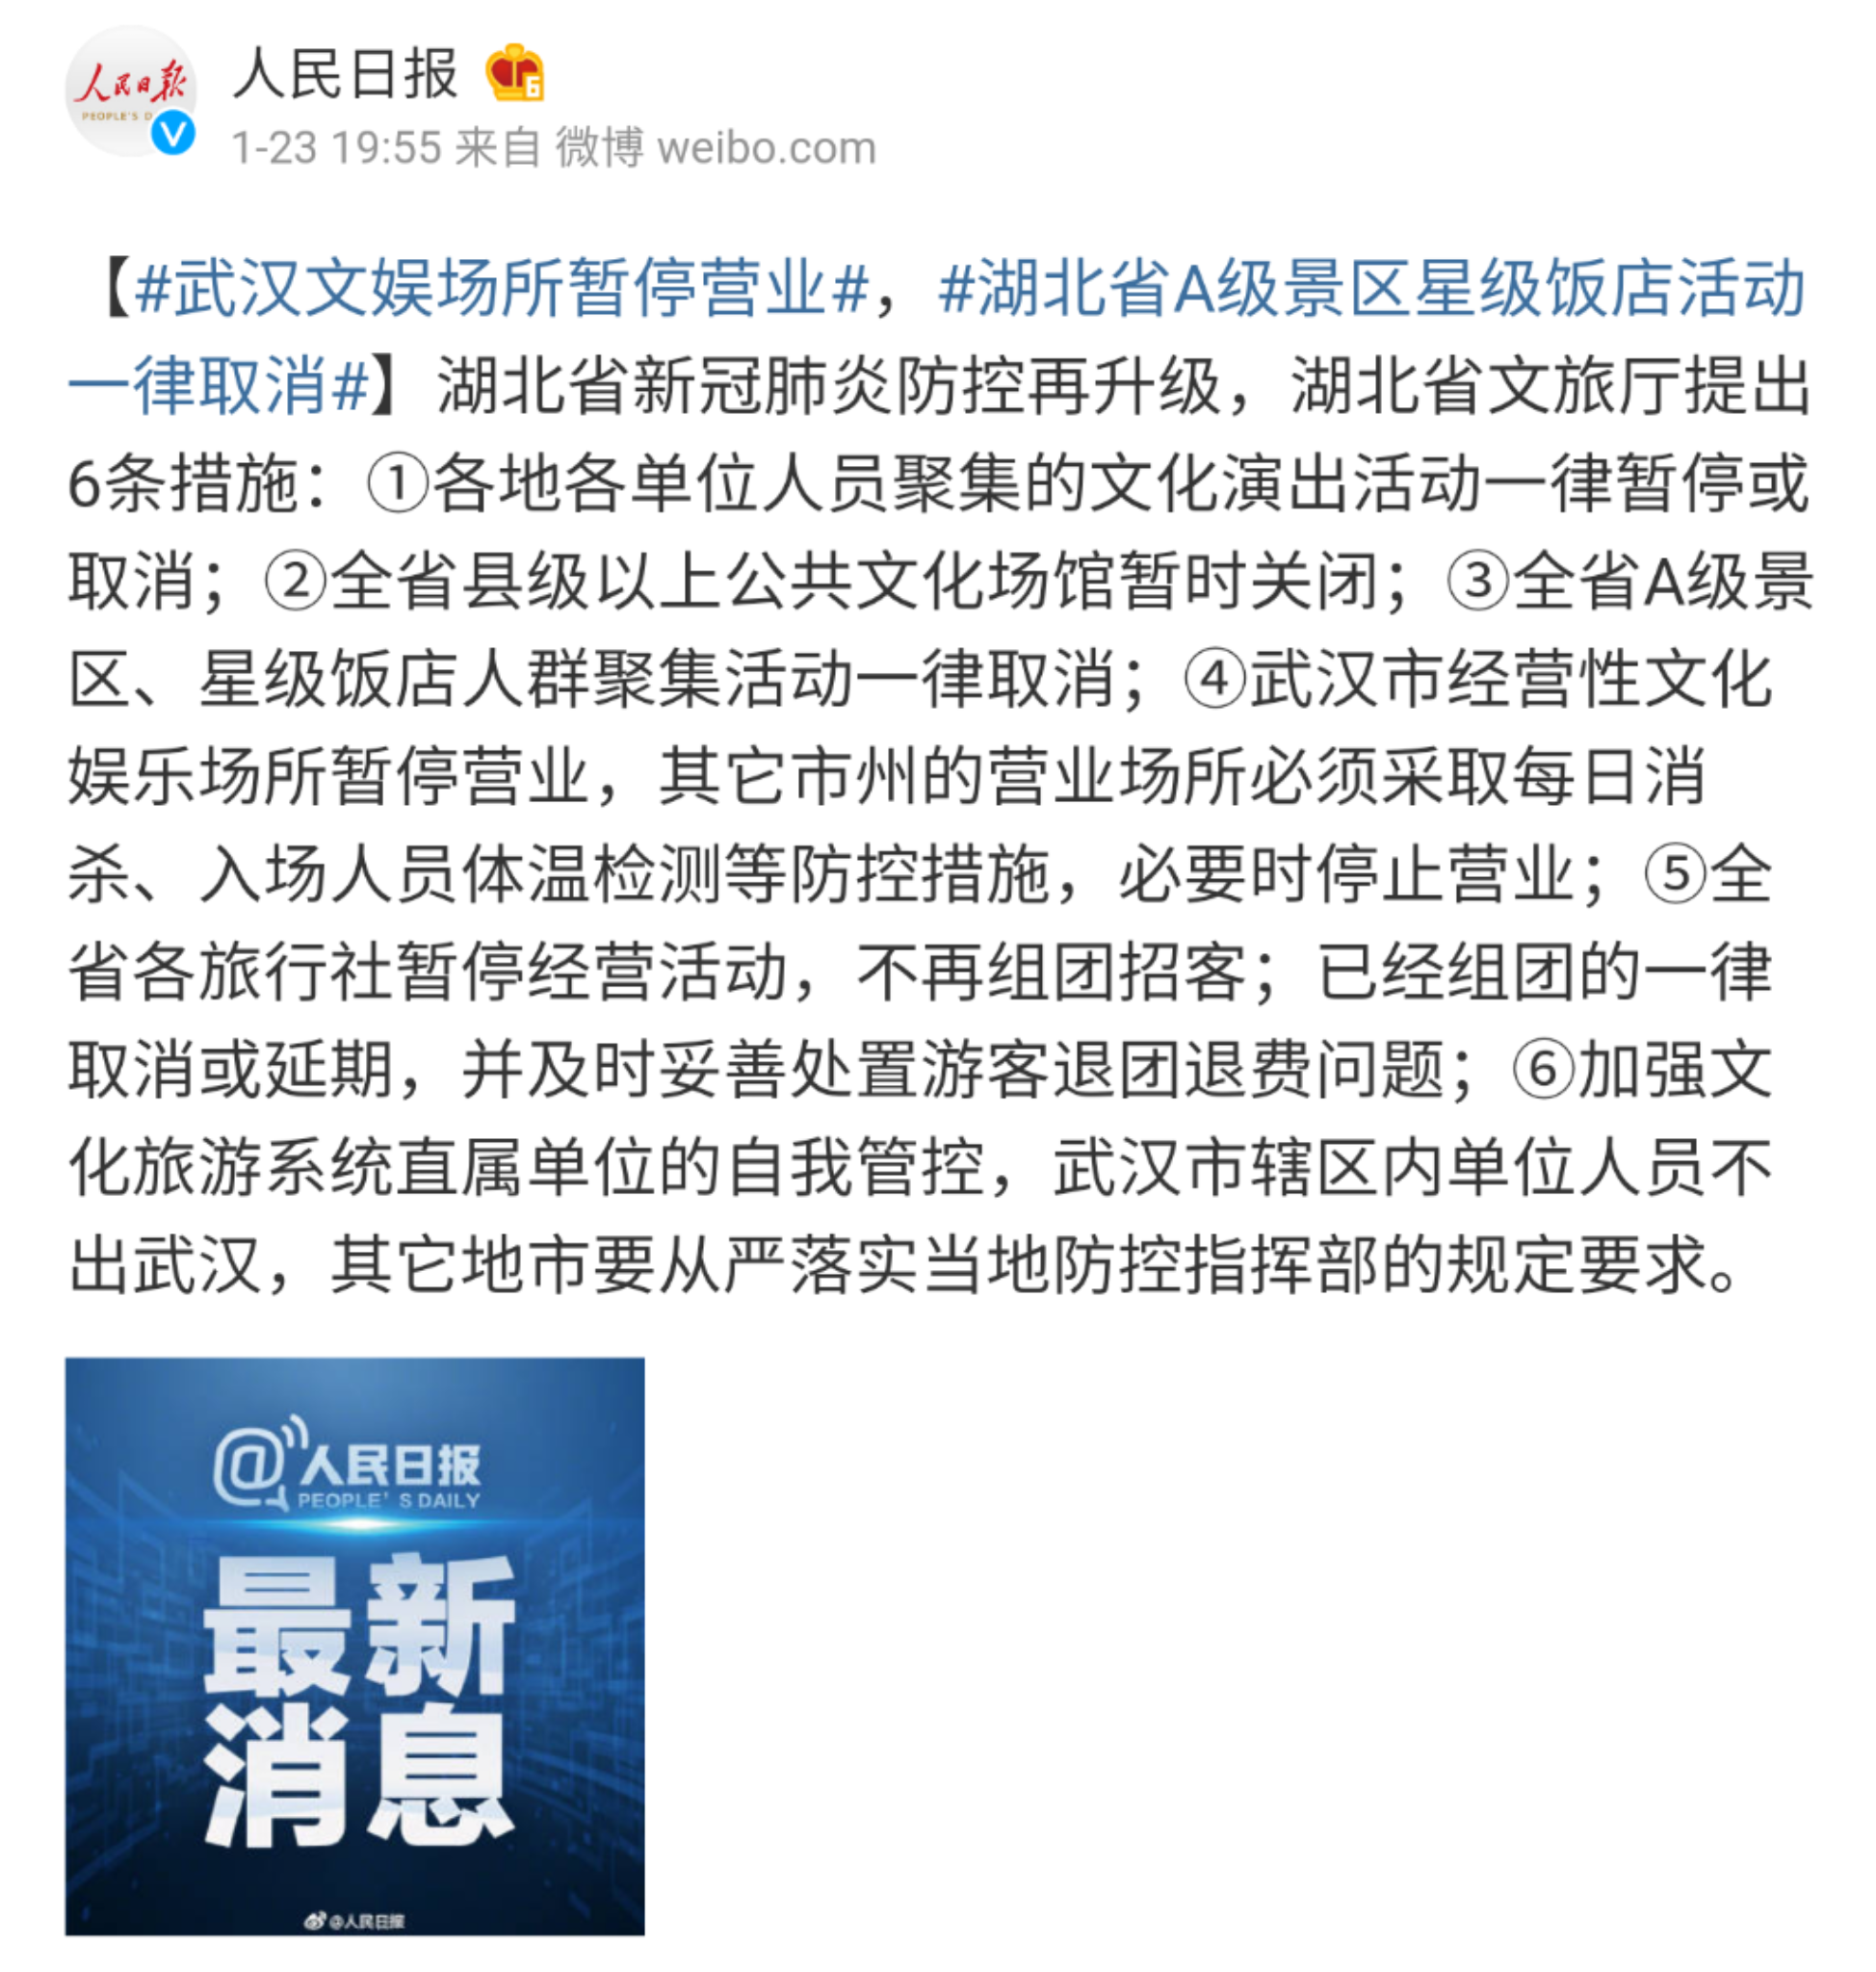 人民日报
PEOPLE'S D
人民日报
1-23 19:55 来自 微博 weibo.com
【#武汉文娱场所暂停营业#，#湖北省A级景区星级饭店活动
一律取消#】湖北省新冠肺炎防控再升级，湖北省文旅厅提出
6条措施：①各地各单位人员聚集的文化演出活动一律暂停或
取消；②全省县级以上公共文化场馆暂时关闭；③全省A级景
区、星级饭店人群聚集活动一律取消；④武汉市经营性文化
娱乐场所暂停营业，其它市州的营业场所必须采取每日消
杀、入场人员体温检测等防控措施，必要时停止营业；⑤全
省各旅行社暂停经营活动，不再组团招客；已经组团的一律
取消或延期，并及时妥善处置游客退团退费问题；⑥加强文
化旅游系统直属单位的自我管控，武汉市辖区内单位人员不
出武汉，其它地市要从严落实当地防控指挥部的规定要求。
@人民日报
PEOPLE'S DAILY
最新
消息
@人民日报